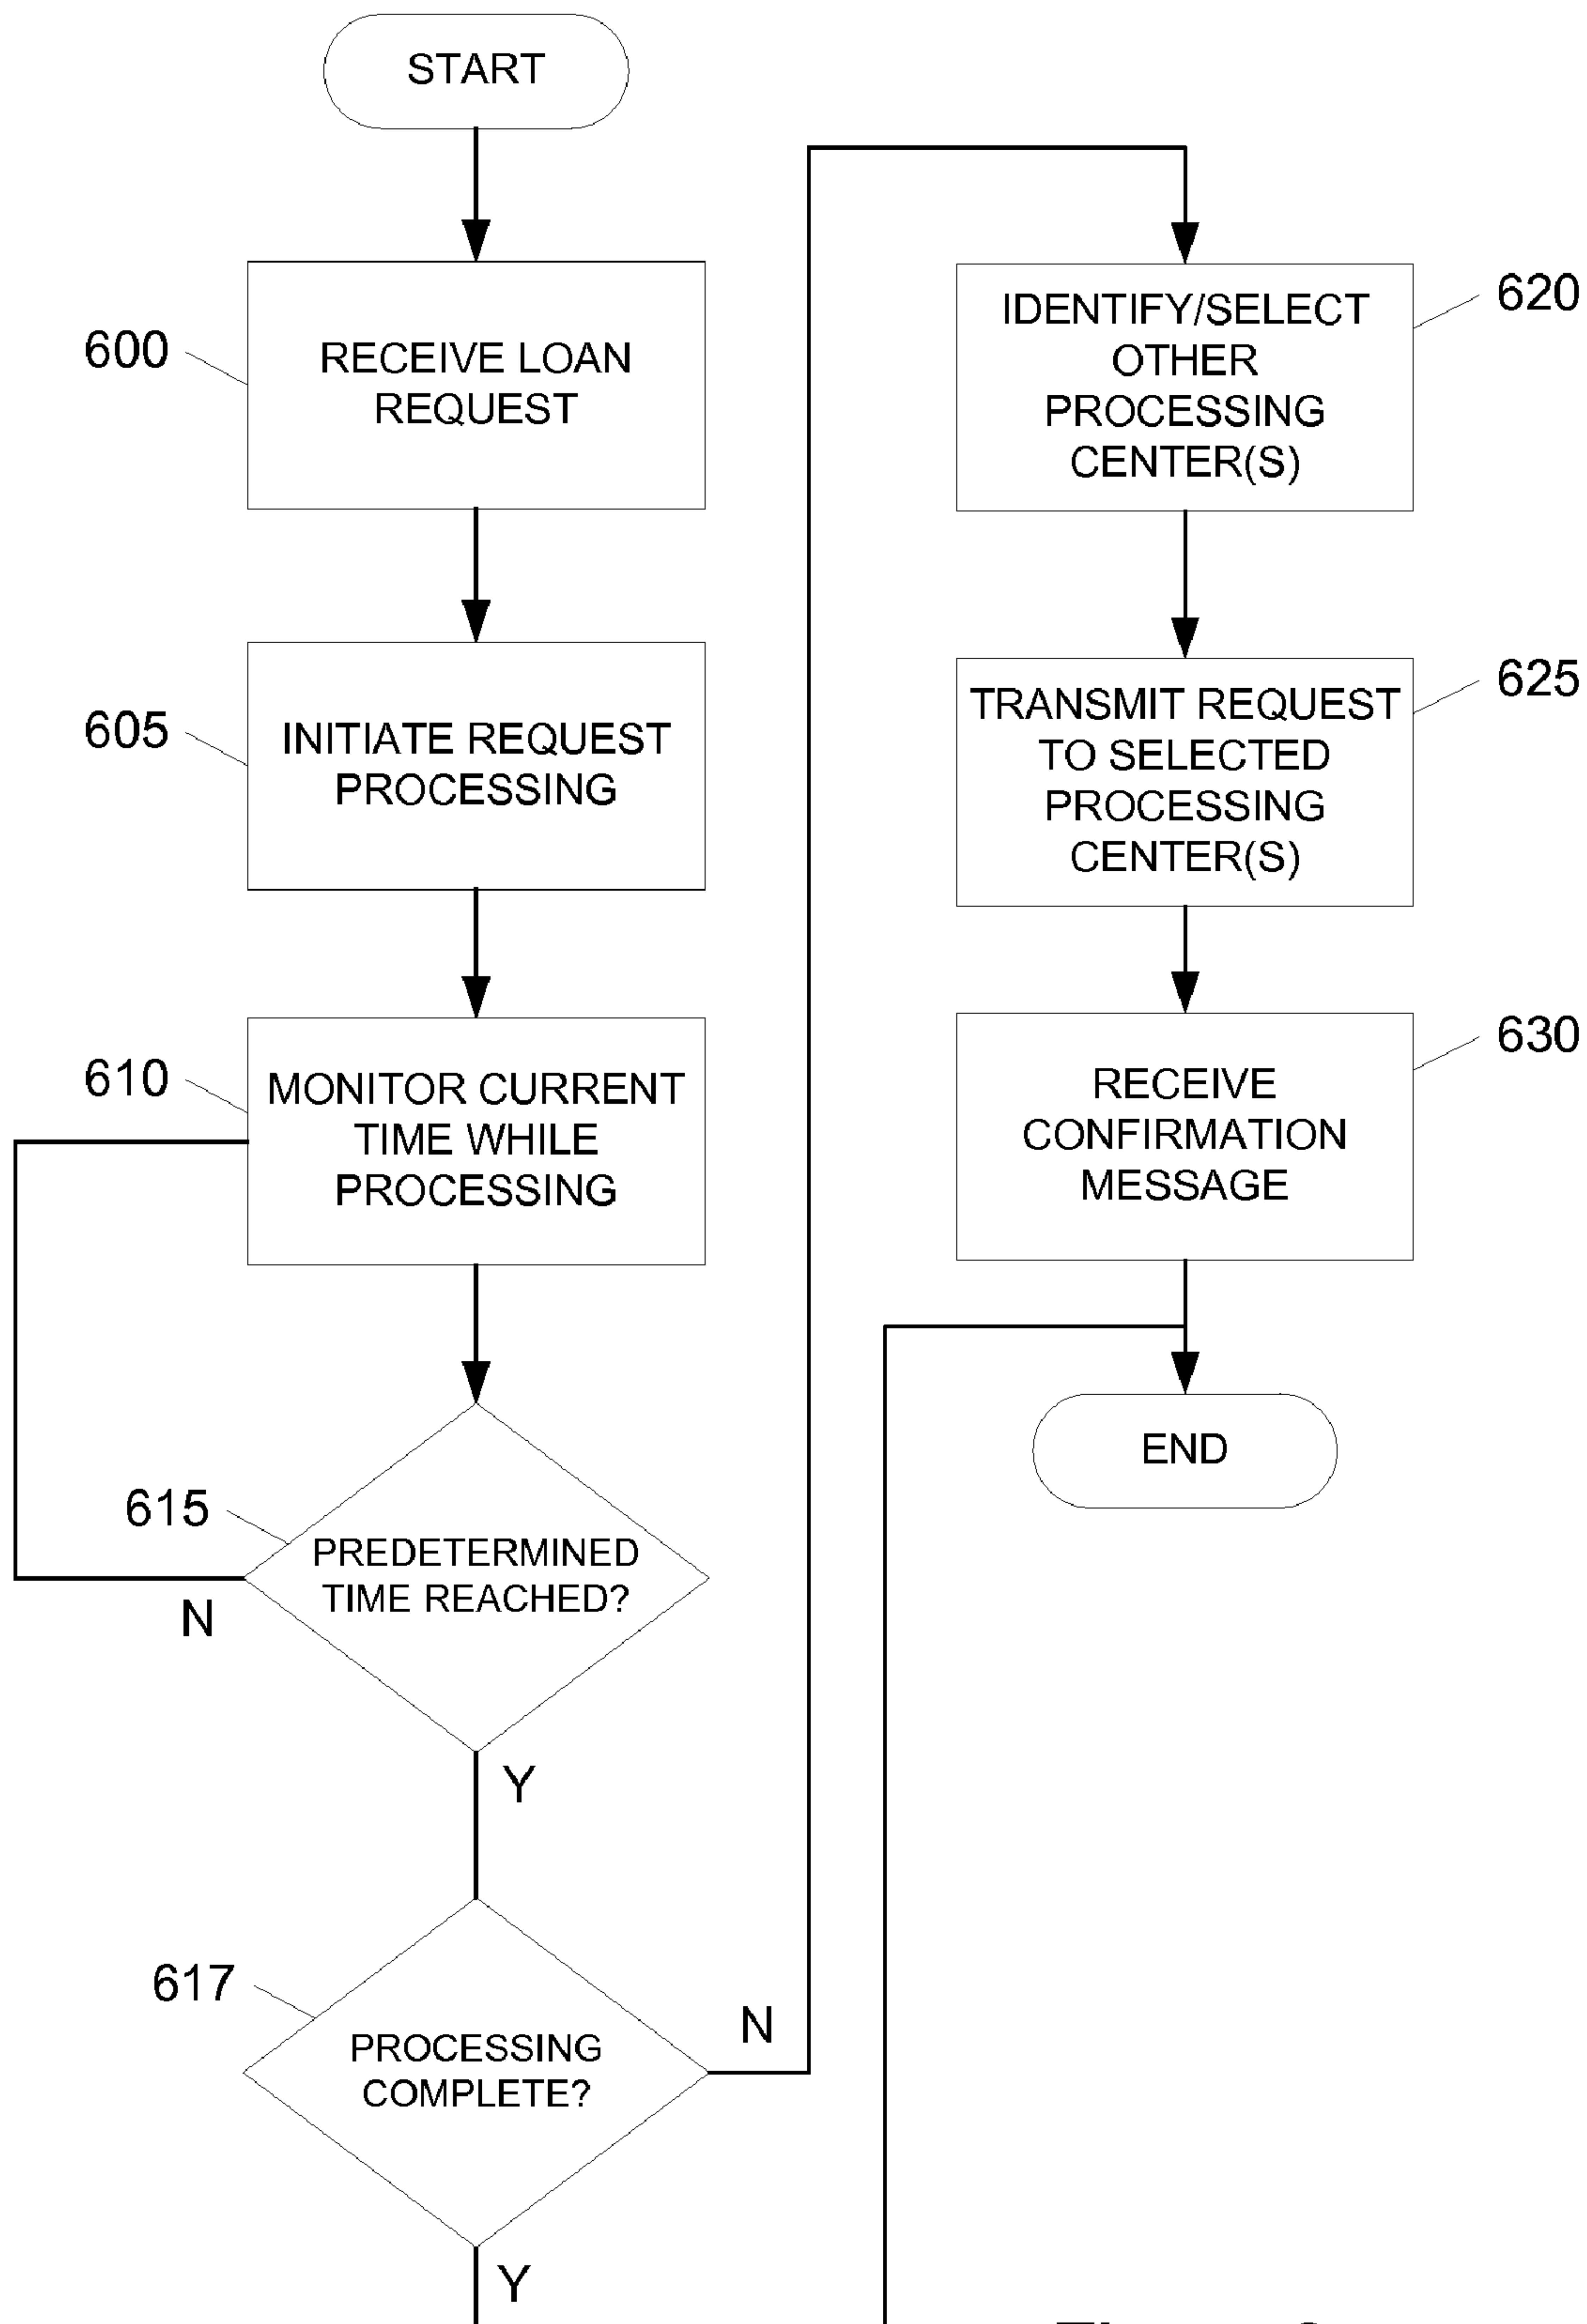 START
600
RECEIVE LOAN
REQUEST
605
INITIATE REQUEST
PROCESSING
610
MONITOR CURRENT
TIME WHILE
PROCESSING
615
PREDETERMINED
TIME REACHED?
N
Y
617
PROCESSING
COMPLETE?
N
Y
620
IDENTIFY/SELECT
OTHER
PROCESSING
CENTER(S)
625
TRANSMIT REQUEST
TO SELECTED
PROCESSING
CENTER(S)
630
RECEIVE
CONFIRMATION
MESSAGE
END